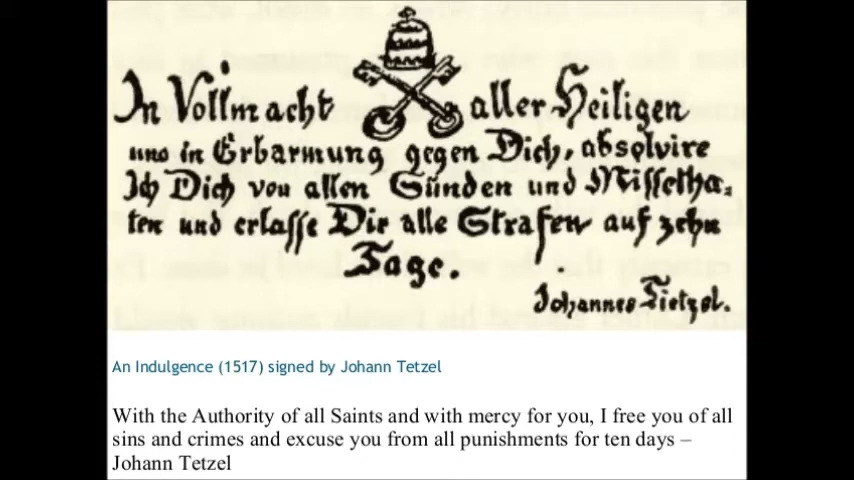 In Vollmacht aller Heiligen
und in Erbarmung gegen Dich, absolvire
Ich Dich von allen Sünden und Missetha=
ten und erlasse Dir alle Strafen auf zehn
Tage.
Johannes Tietzel.
An Indulgence (1517) signed by Johann Tetzel
With the Authority of all Saints and with mercy for you, I free you of all
sins and crimes and excuse you from all punishments for ten days –
Johann Tetzel